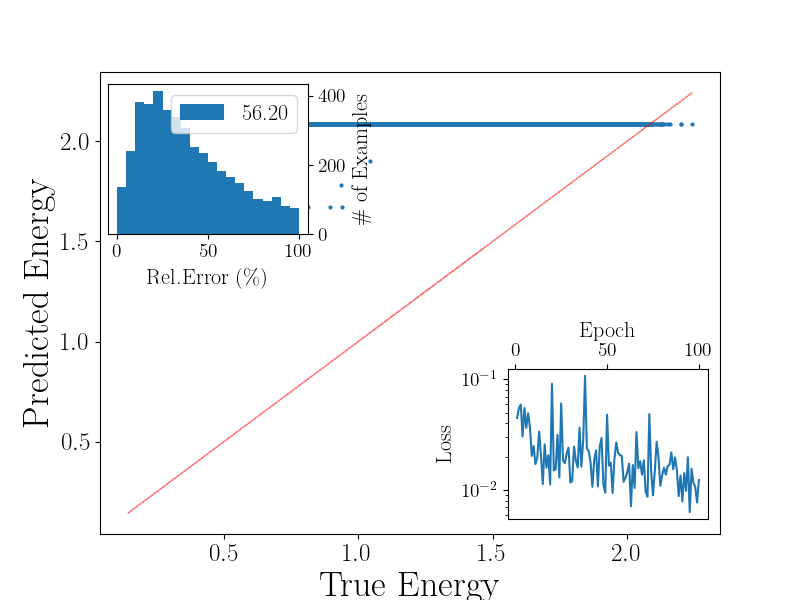 56.20
400
200
0
# of Examples
0 50 100
Rel.Error (%)
Predicted Energy
2.0
1.5
1.0
0.5
Epoch
0 50 100
Loss
10⁻¹
10⁻²
0.5 1.0 1.5 2.0
True Energy